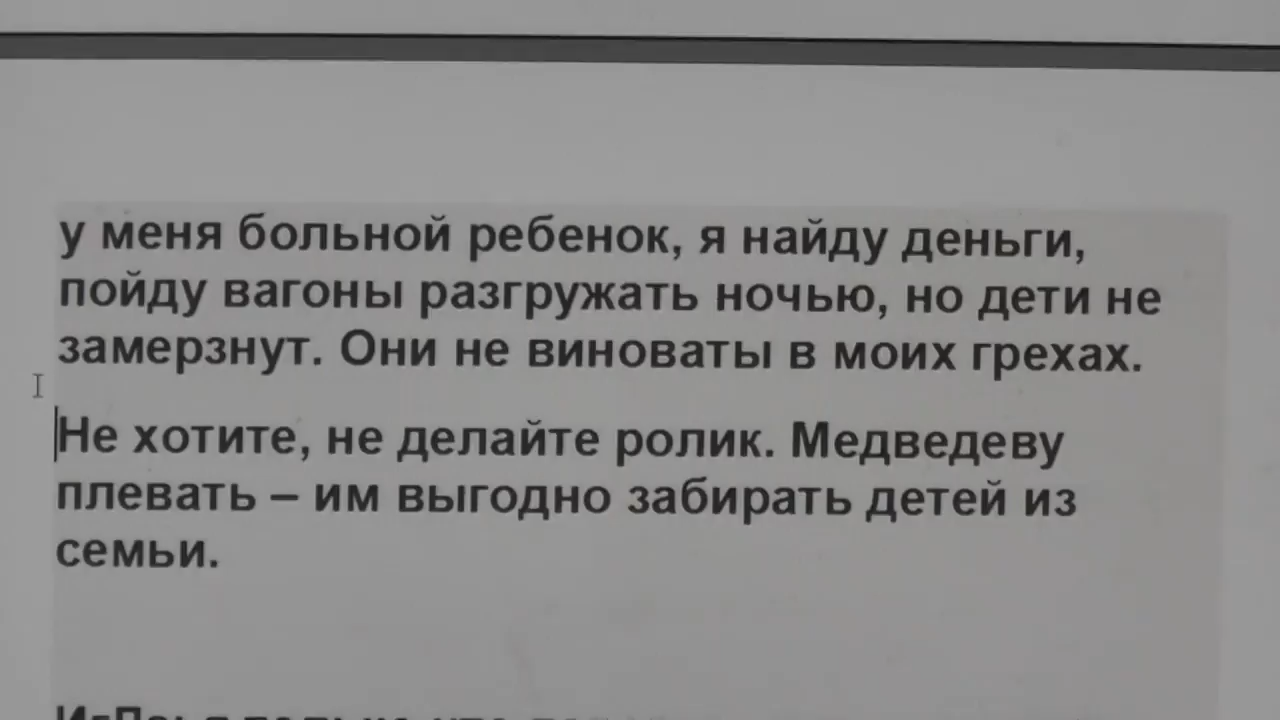 у меня больной ребенок, я найду деньги,
пойду вагоны разгружать ночью, но дети не
замерзнут. Они не виноваты в моих грехах.
Не хотите, не делайте ролик. Медведеву
плевать – им выгодно забирать детей из
семьи.